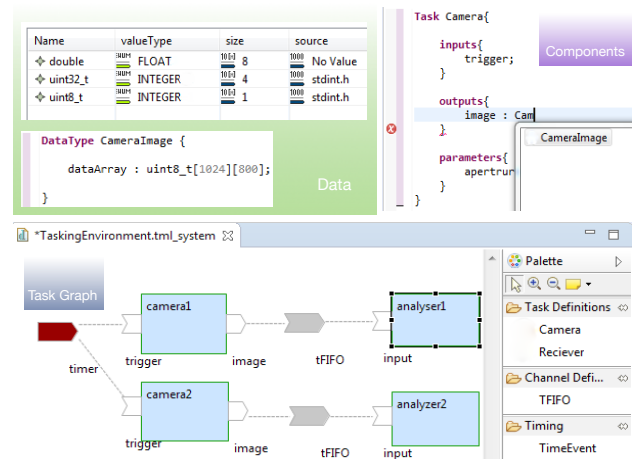 Name valueType size source
double FLOAT 8 No Value
uint32_t INTEGER 4 stdint.h
uint8_t INTEGER 1 stdint.h
DataType CameraImage {
dataArray : uint8_t[1024][800];
}
Data
Task Camera{
inputs{
trigger;
}
outputs{
image : Cam
}
parameters{
apertrure
}
}
Components
CameraImage
*TaskingEnvironment.tml_system
Task Graph
camera1
analyser1
timer
trigger
image
tFIFO
input
camera2
analyzer2
trigger
image
tFIFO
input
Palette
Task Definitions
Camera
Reciever
Channel Defi...
TFIFO
Timing
TimeEvent